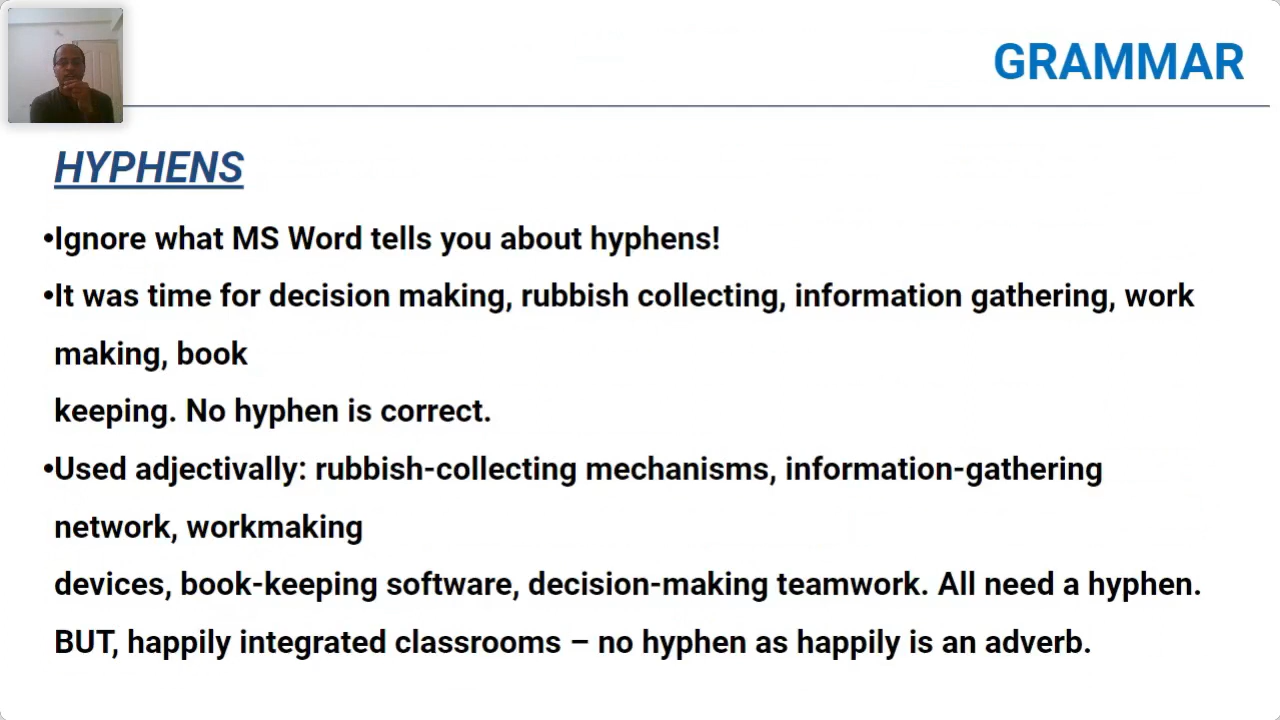 GRAMMAR
HYPHENS
•Ignore what MS Word tells you about hyphens!
•It was time for decision making, rubbish collecting, information gathering, work
making, book
keeping. No hyphen is correct.
•Used adjectivally: rubbish-collecting mechanisms, information-gathering
network, workmaking
devices, book-keeping software, decision-making teamwork. All need a hyphen.
BUT, happily integrated classrooms – no hyphen as happily is an adverb.